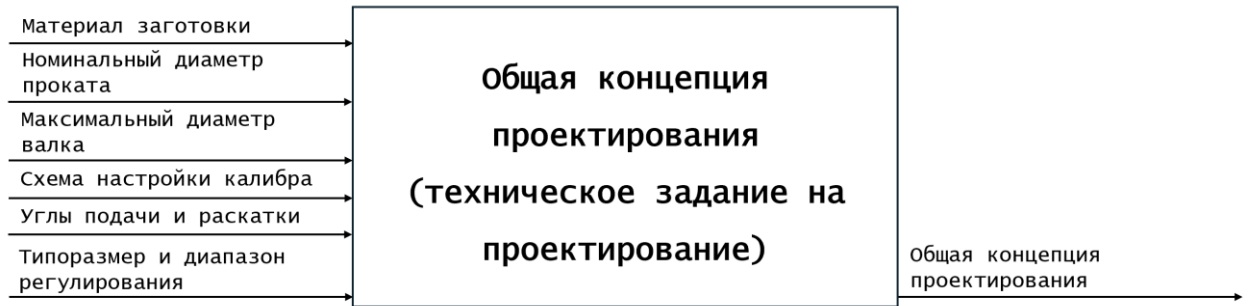 Материал заготовки
Номинальный диаметр
проката
Максимальный диаметр
валка
Схема настройки калибра
Углы подачи и раскатки
Типоразмер и диапазон
регулирования
Общая концепция
проектирования
(техническое задание на
проектирование)
Общая концепция
проектирования